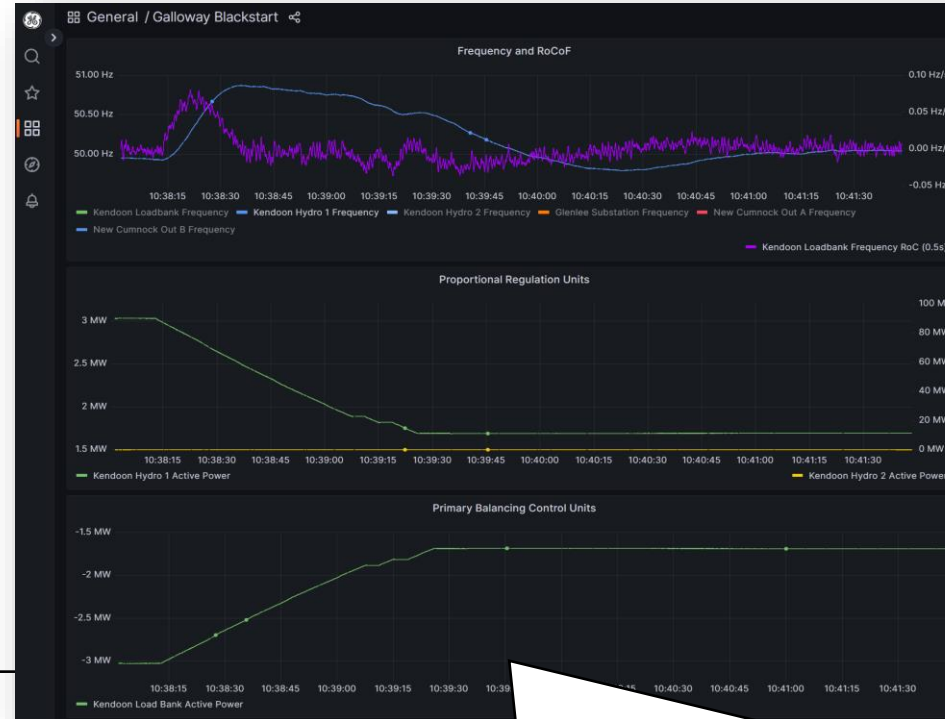 General / Galloway Blackstart
Frequency and RoCoF
51.00 Hz
50.50 Hz
50.00 Hz
0.10 Hz/s
0.05 Hz/
0.00 Hz/
-0.05 Hz
10:38:15 10:38:30 10:38:45 10:39:00 10:39:15 10:39:30 10:39:45 10:40:00 10:40:15 10:40:30 10:40:45 10:41:00 10:41:15 10:41:30
Kendoon Loadbank Frequency Kendoon Hydro 1 Frequency Kendoon Hydro 2 Frequency Glenlee Substation Frequency New Cumnock Out A Frequency
New Cumnock Out B Frequency
Kendoon Loadbank Frequency RoC (0.5s)
Proportional Regulation Units
3 MW
2.5 MW
2 MW
1.5 MW
100 M
80 MW
60 MW
40 MW
20 MW
0 MW
10:38:15 10:38:30 10:38:45 10:39:00 10:39:15 10:39:30 10:39:45 10:40:00 10:40:15 10:40:30 10:40:45 10:41:00 10:41:15 10:41:30
Kendoon Hydro 1 Active Power
Kendoon Hydro 2 Active Power
Primary Balancing Control Units
-1.5 MW
-2 MW
-2.5 MW
-3 MW
10:38:15 10:38:30 10:38:45 10:39:00 10:39:15 10:39:30 10:39 10:40:30 10:40:45 10:41:00 10:41:15 10:41:30
Kendoon Load Bank Active Power